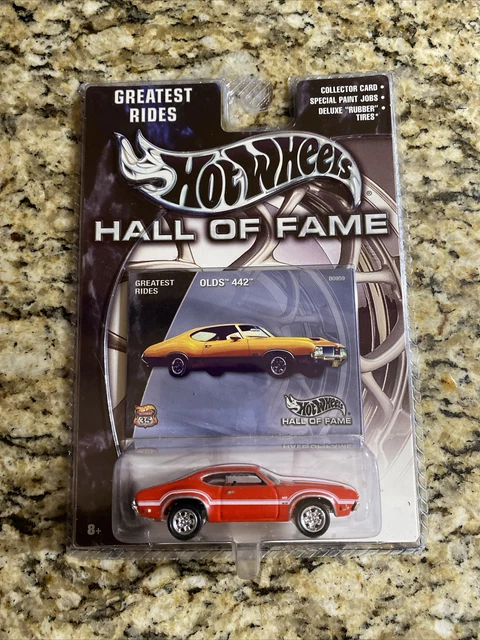 GREATEST
RIDES
COLLECTOR CARD •
SPECIAL PAINT JOBS •
DELUXE "RUBBER" •
TIRES*
Hot Wheels
®
HALL OF FAME
GREATEST
RIDES
OLDS™ 442™
Hot Wheels
35
HALL OF FAME
8+